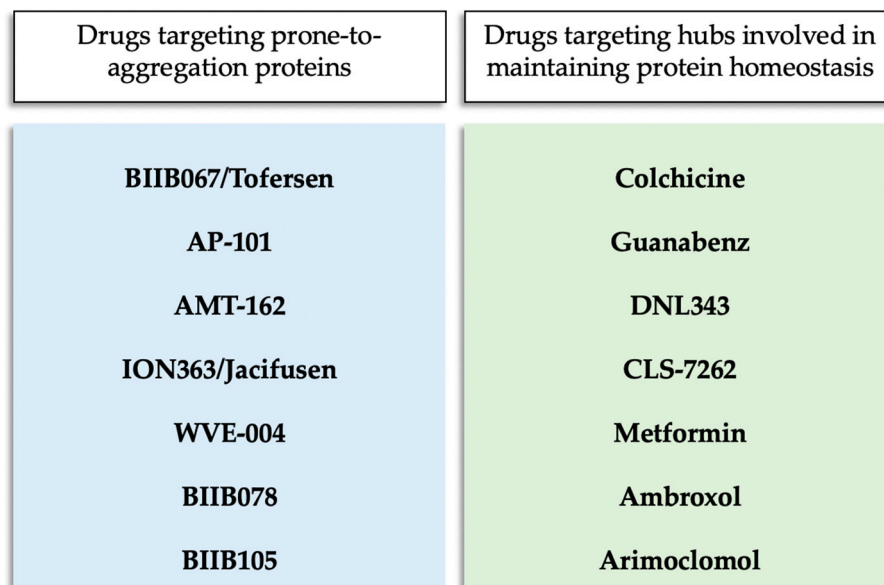 Drugs targeting prone-to-
aggregation proteins
Drugs targeting hubs involved in
maintaining protein homeostasis
BIIB067/Tofersen
AP-101
AMT-162
ION363/Jacifusen
WVE-004
BIIB078
BIIB105
Colchicine
Guanabenz
DNL343
CLS-7262
Metformin
Ambroxol
Arimoclomol